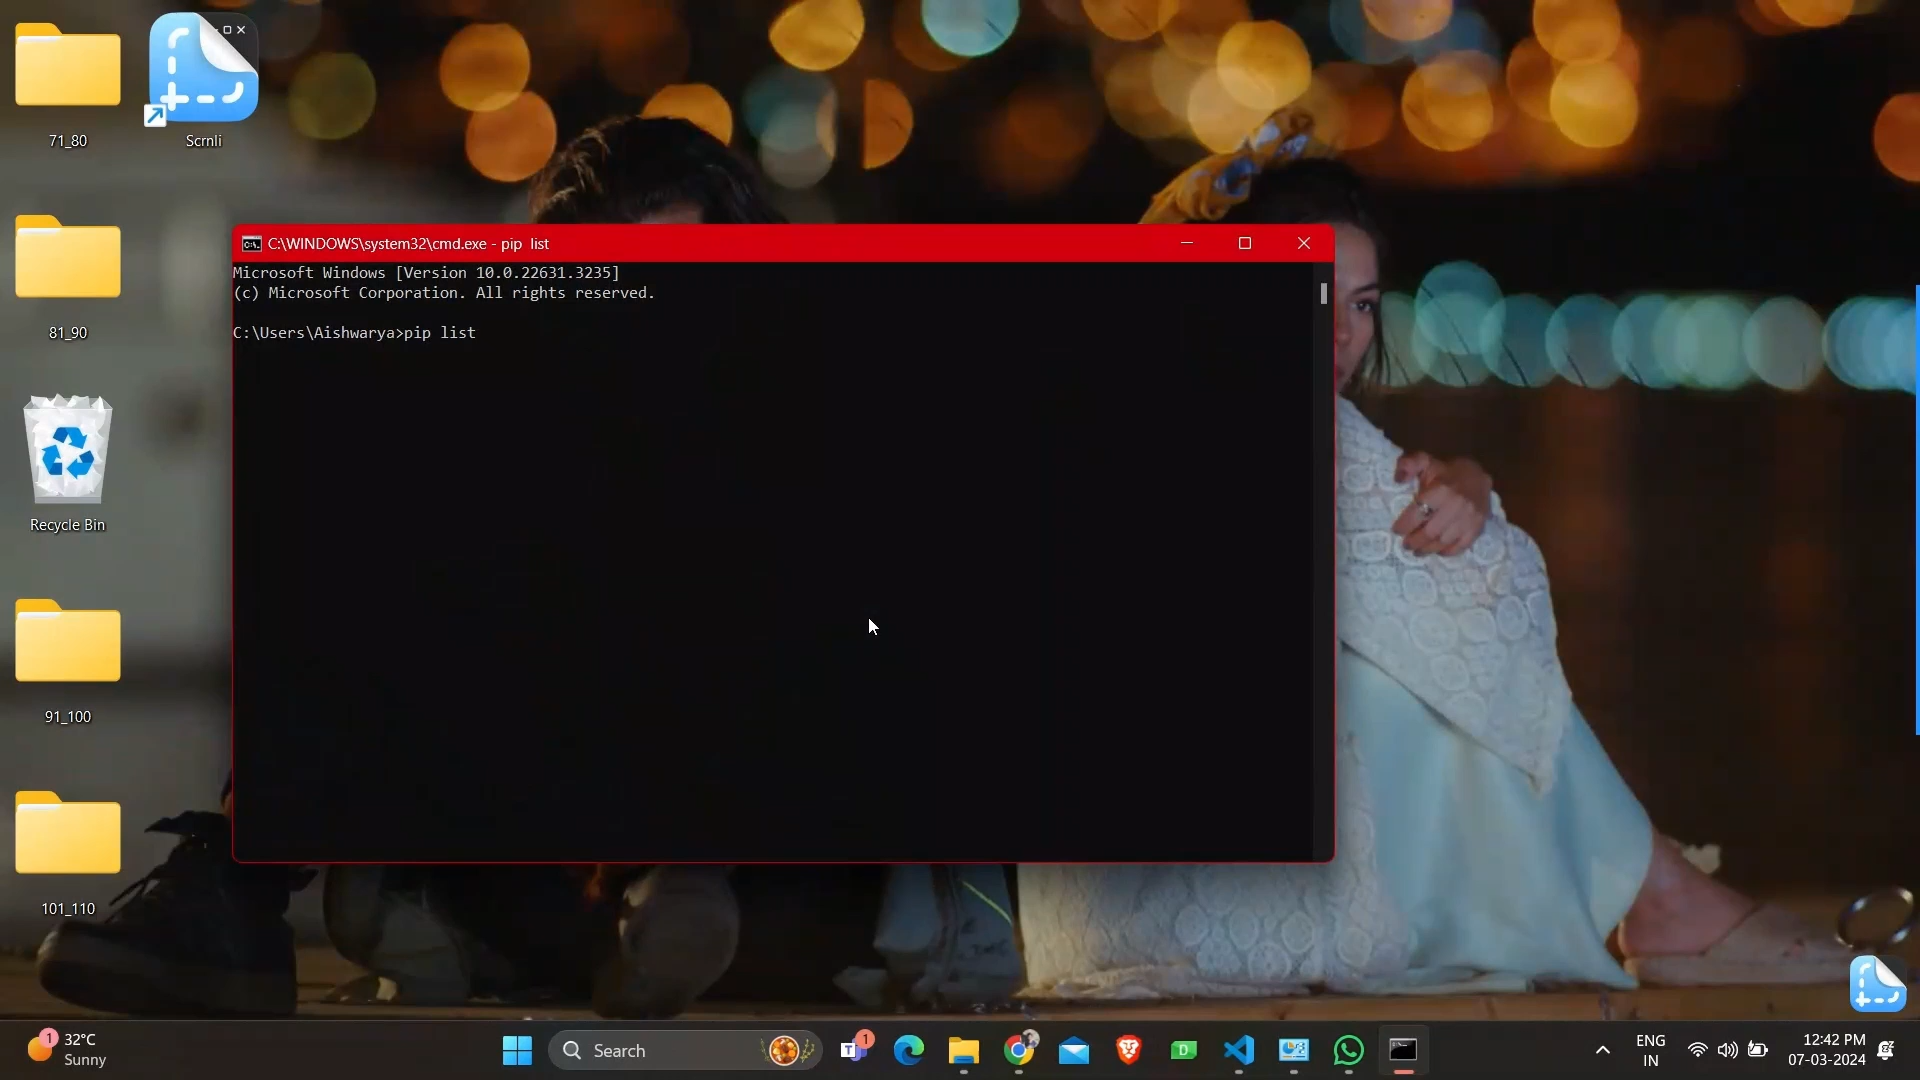 71_80
Scrnli
81_90
Recycle Bin
91_100
101_110
C:\WINDOWS\system32\cmd.exe - pip  list
Microsoft Windows [Version 10.0.22631.3235]
(c) Microsoft Corporation. All rights reserved.
C:\Users\Aishwarya>pip list
1
32°C
Sunny
Search
T
1
D
ENG
IN
12:42 PM
07-03-2024